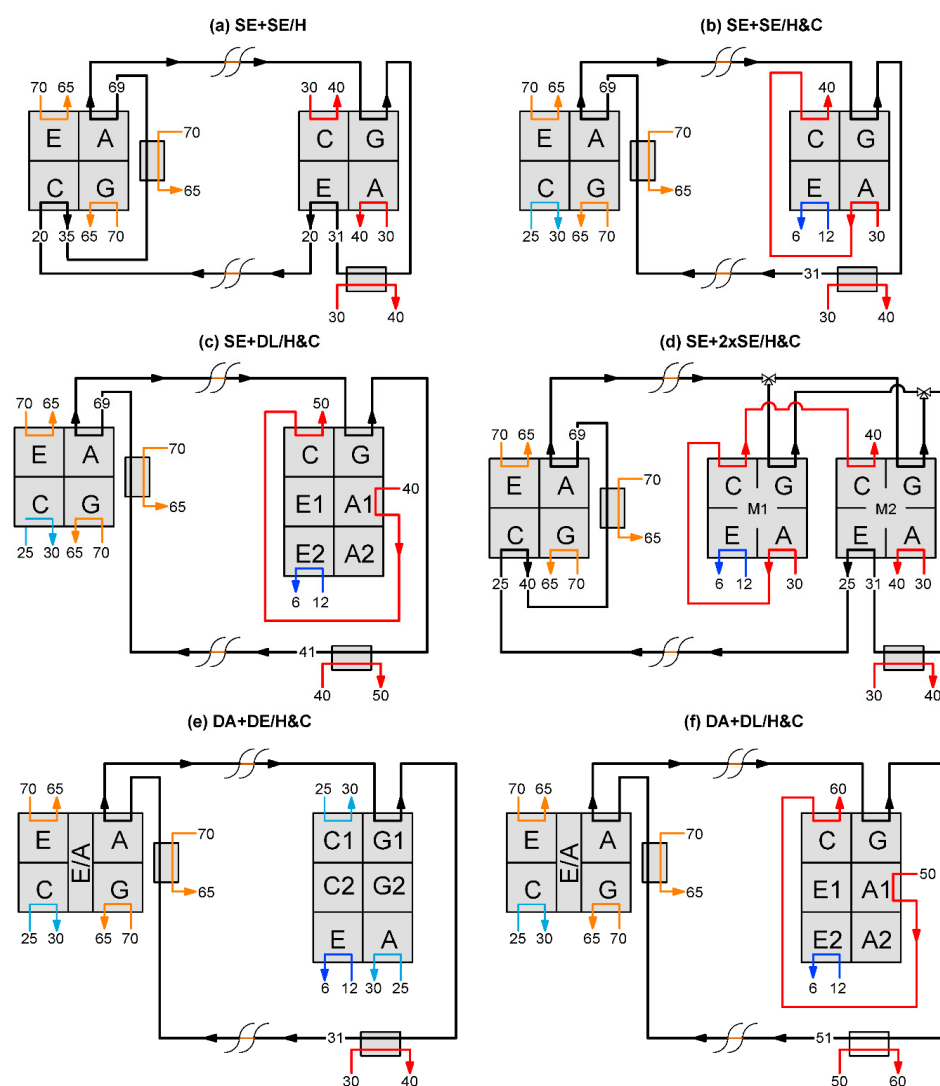 (a) SE+SE/H
70 65 69 30 40
E A C G
70
C G E A
65
20 35 65 70 20 31 40 30
30 40
(b) SE+SE/H&C
70 65 69 40
E A C G
70
C G E A
65
25 30 65 70 6 12 30
31
30 40
(c) SE+DL/H&C
70 65 69 50
E A C G
70 E1 A1 40
C G
65
25 30 65 70 E2 A2
6 12
41
40 50
(d) SE+2xSE/H&C
70 65 69 40
E A C G C G
70
M1 M2
C G E A E A
65
25 40 65 70 6 12 30 25 31 40 30
30 40
(e) DA+DE/H&C
70 65 25 30
E E/A A C1 G1
70
C G C2 G2
65
25 30 65 70 E A
6 12 30 25
31
30 40
(f) DA+DL/H&C
70 65 60
E E/A A C G
70
C G E1 A1 50
65
25 30 65 70 E2 A2
6 12
51
50 60